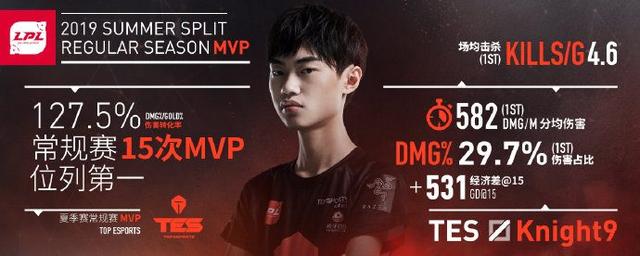 LPL
2019 SUMMER SPLIT
REGULAR SEASON MVP
127.5% DMG%/GOLD%
伤害转化率
常规赛15次MVP
位列第一
夏季赛常规赛 MVP
TOP ESPORTS
TES
TOPESPORTS
场均击杀
(1ST) KILLS/G 4.6
582 (1ST)
DMG/M 分均伤害
DMG% 29.7% (1ST)
伤害占比
+531 经济差@15
GD@15
TES Knight9